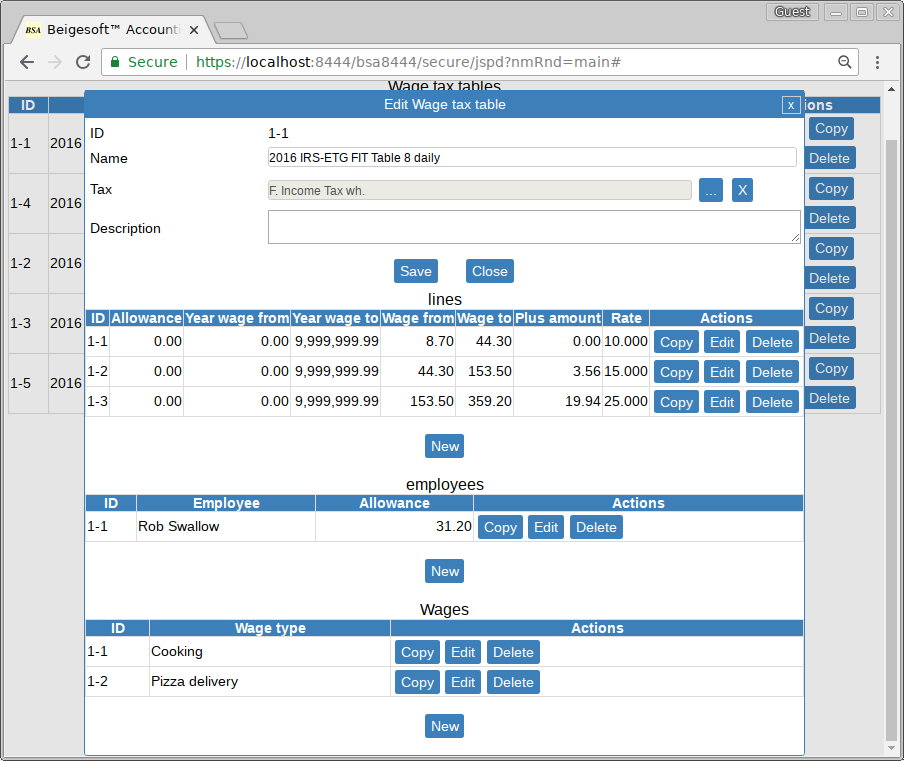 Guest
BSA Beigesoft™ Account
Secure https://localhost:8444/bsa8444/secure/jspd?nmRnd=main#
Wage tax tables
Edit Wage tax table x
ID ions
ID 1-1
Name 2016 IRS-ETG FIT Table 8 daily
Tax F. Income Tax wh. ... X
Description
Save Close
1-1 2016 Copy Delete
1-4 2016 Copy Delete
1-2 2016 Copy Delete
1-3 2016 Copy Delete
1-5 2016 Copy Delete
lines
ID Allowance Year wage from Year wage to Wage from Wage to Plus amount Rate Actions
1-1 0.00 0.00 9,999,999.99 8.70 44.30 0.00 10.000 Copy Edit Delete
1-2 0.00 0.00 9,999,999.99 44.30 153.50 3.56 15.000 Copy Edit Delete
1-3 0.00 0.00 9,999,999.99 153.50 359.20 19.94 25.000 Copy Edit Delete
New
employees
ID Employee Allowance Actions
1-1 Rob Swallow 31.20 Copy Edit Delete
New
Wages
ID Wage type Actions
1-1 Cooking Copy Edit Delete
1-2 Pizza delivery Copy Edit Delete
New